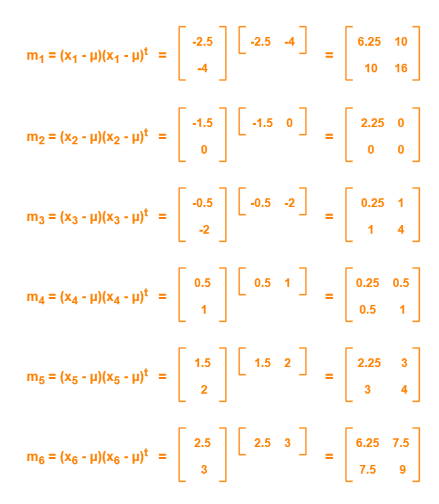 m₁ = (x₁ - μ)(x₁ - μ)ᵗ = [ -2.5 ] [ -2.5 -4 ] = [ 6.25 10 ]
[ -4 ] [ 10 16 ]
m₂ = (x₂ - μ)(x₂ - μ)ᵗ = [ -1.5 ] [ -1.5 0 ] = [ 2.25 0 ]
[ 0 ] [ 0 0 ]
m₃ = (x₃ - μ)(x₃ - μ)ᵗ = [ -0.5 ] [ -0.5 -2 ] = [ 0.25 1 ]
[ -2 ] [ 1 4 ]
m₄ = (x₄ - μ)(x₄ - μ)ᵗ = [ 0.5 ] [ 0.5 1 ] = [ 0.25 0.5 ]
[ 1 ] [ 0.5 1 ]
m₅ = (x₅ - μ)(x₅ - μ)ᵗ = [ 1.5 ] [ 1.5 2 ] = [ 2.25 3 ]
[ 2 ] [ 3 4 ]
m₆ = (x₆ - μ)(x₆ - μ)ᵗ = [ 2.5 ] [ 2.5 3 ] = [ 6.25 7.5 ]
[ 3 ] [ 7.5 9 ]